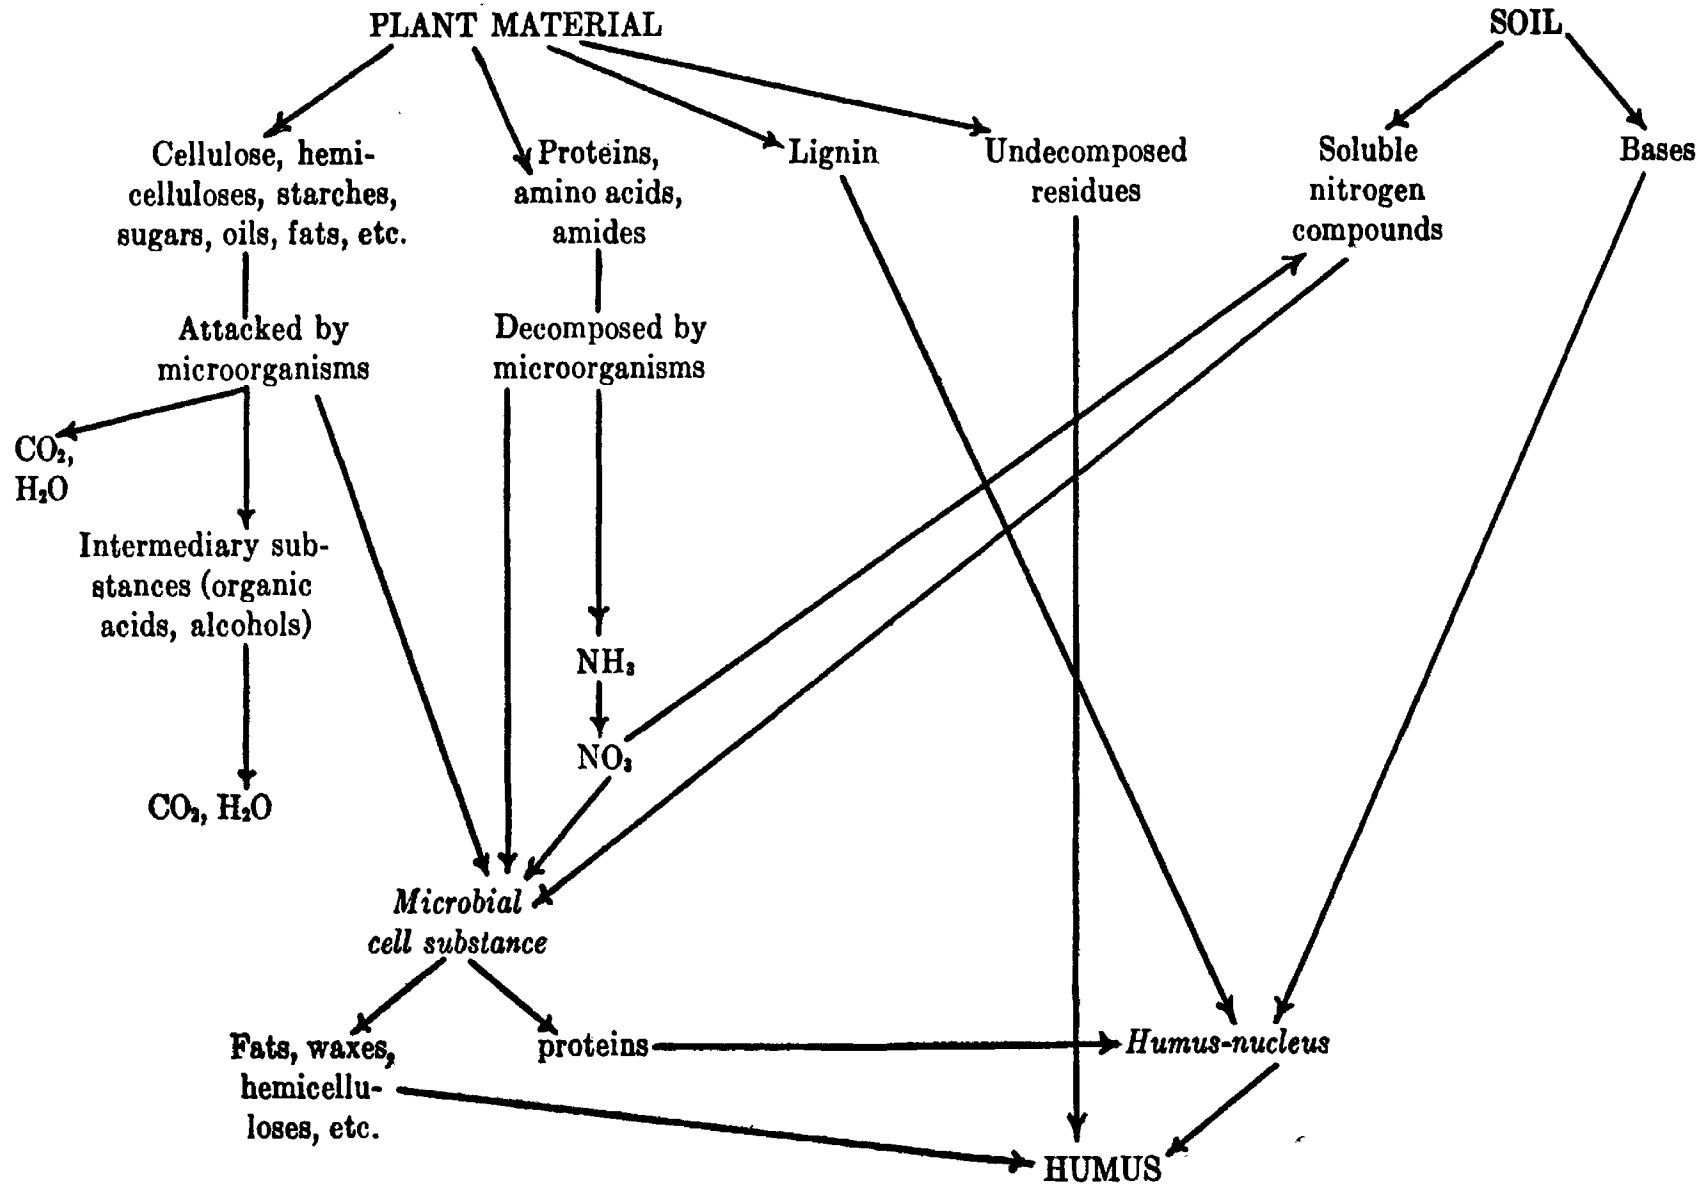 PLANT MATERIAL
SOIL
Cellulose, hemi-
celluloses, starches,
sugars, oils, fats, etc.
Proteins,
amino acids,
amides
Lignin
Undecomposed
residues
Soluble
nitrogen
compounds
Bases
Attacked by
microorganisms
Decomposed by
microorganisms
CO₂,
H₂O
Intermediary sub-
stances (organic
acids, alcohols)
NH₃
NO₃
CO₂, H₂O
Microbial
cell substance
Fats, waxes,
hemicellu-
loses, etc.
proteins
Humus-nucleus
HUMUS